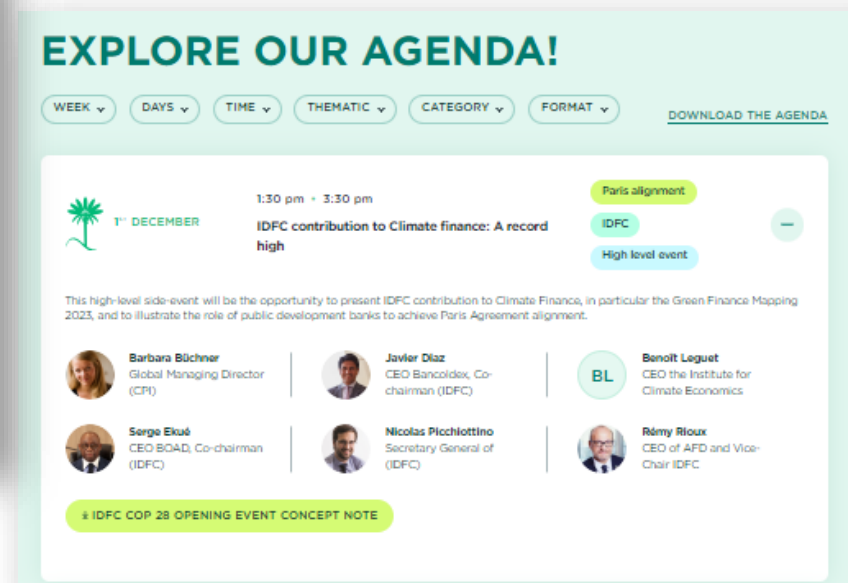 EXPLORE OUR AGENDA!
WEEK
DAYS
TIME
THEMATIC
CATEGORY
FORMAT
DOWNLOAD THE AGENDA
1ST DECEMBER
1:30 pm • 3:30 pm
IDFC contribution to Climate finance: A record
high
Paris alignment
IDFC
High level event
This high-level side-event will be the opportunity to present IDFC contribution to Climate Finance, in particular the Green Finance Mapping
2023, and to illustrate the role of public development banks to achieve Paris Agreement alignment.
Barbara Büchner
Global Managing Director
(CPI)
Javier Diaz
CEO Bancoldex, Co-
chairman (IDFC)
BL
Benoît Leguet
CEO the Institute for
Climate Economics
Serge Ekué
CEO BOAD, Co-chairman
(IDFC)
Nicolas Picchiottino
Secretary General of
(IDFC)
Rémy Rioux
CEO of AFD and Vice-
Chair IDFC
IDFC COP 28 OPENING EVENT CONCEPT NOTE